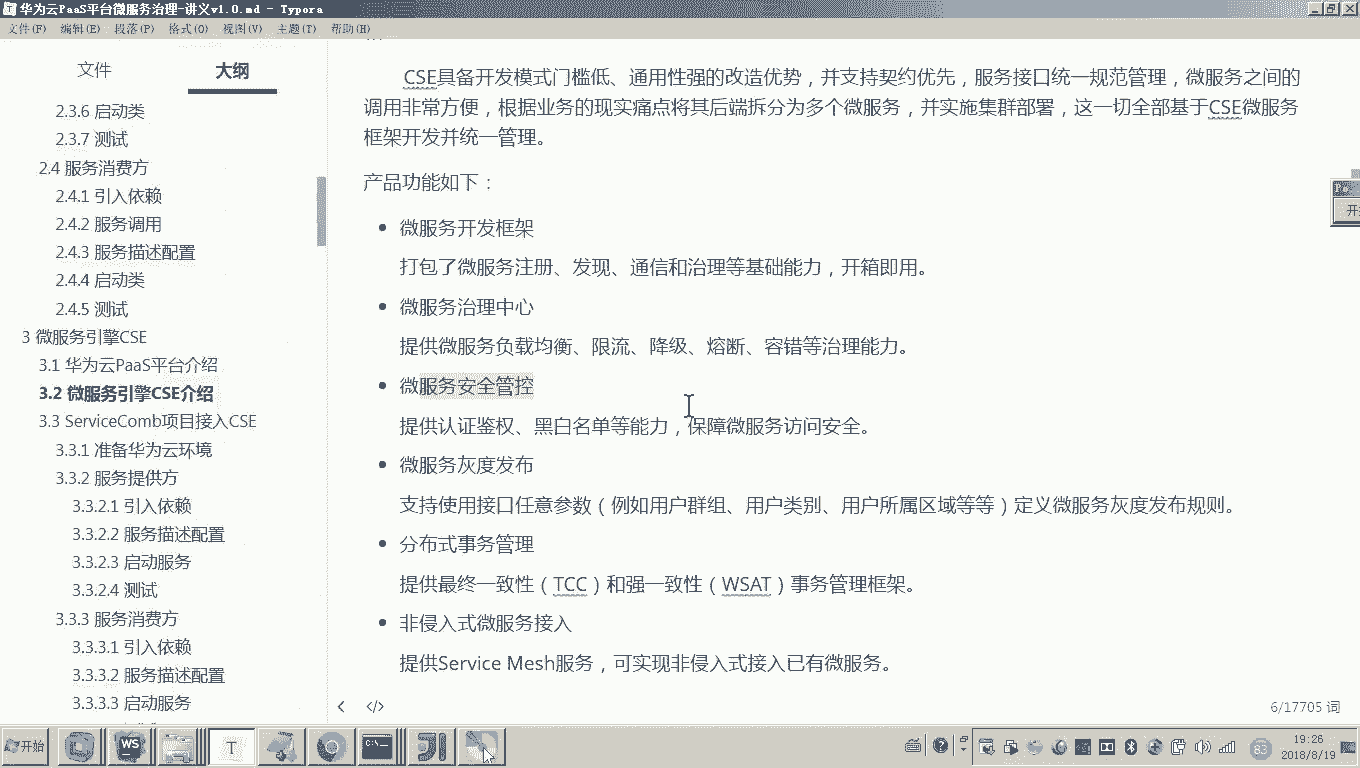 华为云PaaS平台微服务治理-讲义v1.0.md - Typora
文件(F) 编辑(E) 段落(P) 格式(O) 视图(V) 主题(T) 帮助(H)
文件 大纲
2.3.6 启动类
2.3.7 测试
2.4 服务消费方
2.4.1 引入依赖
2.4.2 服务调用
2.4.3 服务描述配置
2.4.4 启动类
2.4.5 测试
3 微服务引擎CSE
3.1 华为云PaaS平台介绍
3.2 微服务引擎CSE介绍
3.3 ServiceComb项目接入CSE
3.3.1 准备华为云环境
3.3.2 服务提供方
3.3.2.1 引入依赖
3.3.2.2 服务描述配置
3.3.2.3 启动服务
3.3.2.4 测试
3.3.3 服务消费方
3.3.3.1 引入依赖
3.3.3.2 服务描述配置
3.3.3.3 启动服务
CSE具备开发模式门槛低、通用性强的改造优势，并支持契约优先，服务接口统一规范管理，微服务之间的
调用非常方便，根据业务的现实痛点将其后端拆分为多个微服务，并实施集群部署，这一切全部基于CSE微服务
框架开发并统一管理。
产品功能如下：
微服务开发框架
打包了微服务注册、发现、通信和治理等基础能力，开箱即用。
微服务治理中心
提供微服务负载均衡、限流、降级、熔断、容错等治理能力。
微服务安全管控
提供认证鉴权、黑白名单等能力，保障微服务访问安全。
微服务灰度发布
支持使用接口任意参数（例如用户群组、用户类别、用户所属区域等等）定义微服务灰度发布规则。
分布式事务管理
提供最终一致性（TCC）和强一致性（WSAT）事务管理框架。
非侵入式微服务接入
提供Service Mesh服务，可实现非侵入式接入已有微服务。
6/17705 词
开始
WS
T
83
19:26
2018/8/19